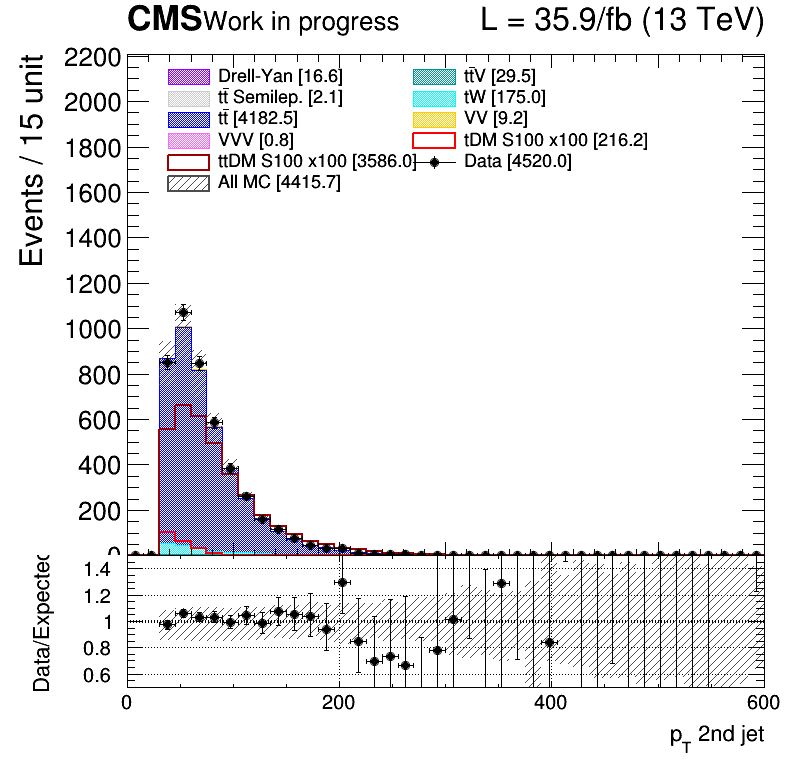 CMS Work in progress L = 35.9/fb (13 TeV)
Events / 15 unit
2200
2000
1800
1600
1400
1200
1000
800
600
400
200
0
Drell-Yan [16.6]
tt̄V [29.5]
tt̄ Semilep. [2.1]
tW [175.0]
tt̄ [4182.5]
VV [9.2]
VVV [0.8]
tDM S100 x100 [216.2]
ttDM S100 x100 [3586.0]
Data [4520.0]
All MC [4415.7]
Data/Expected
1.4
1.2
1
0.8
0.6
0 200 400 600
p_T 2nd jet